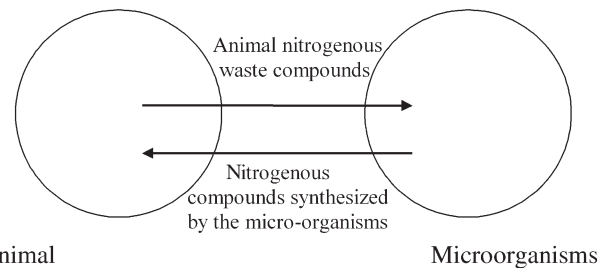 Animal nitrogenous
waste compounds
Nitrogenous
compounds synthesized
by the micro-organisms
nimal
Microorganisms